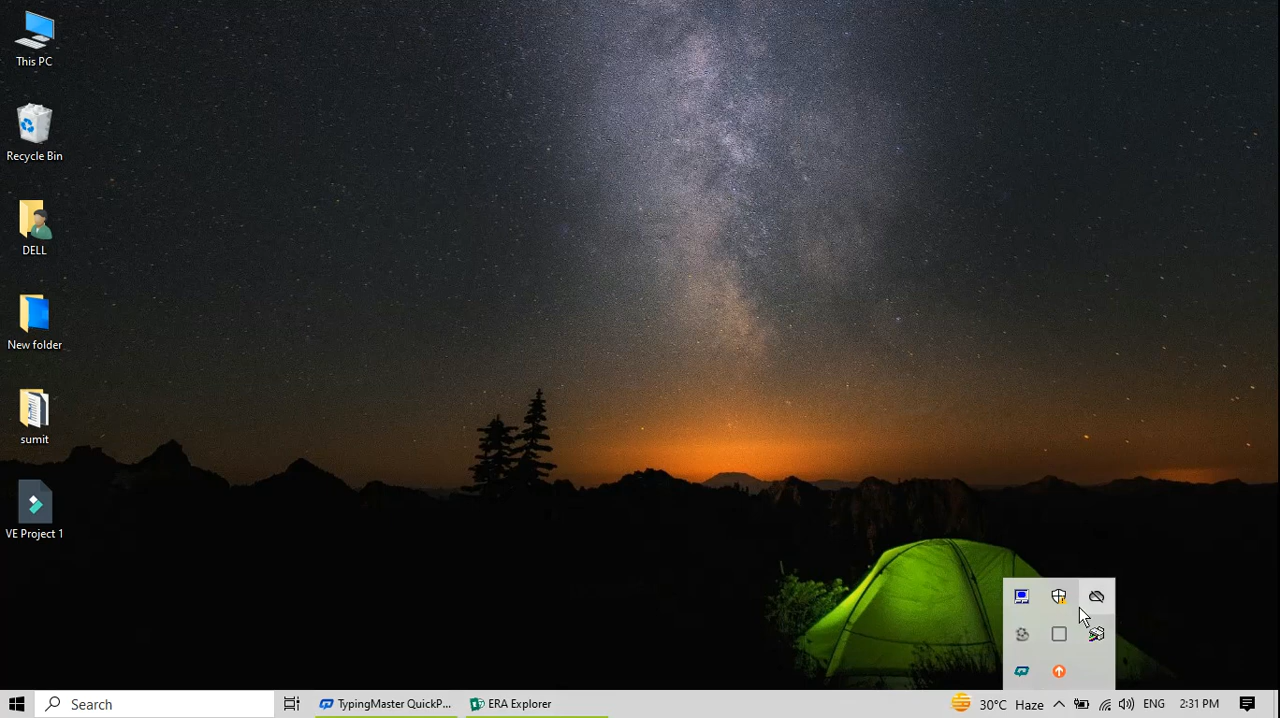 This PC
Recycle Bin
DELL
New folder
sumit
VE Project 1
Search
TypingMaster QuickP...
ERA Explorer
30°C Haze
ENG
2:31 PM